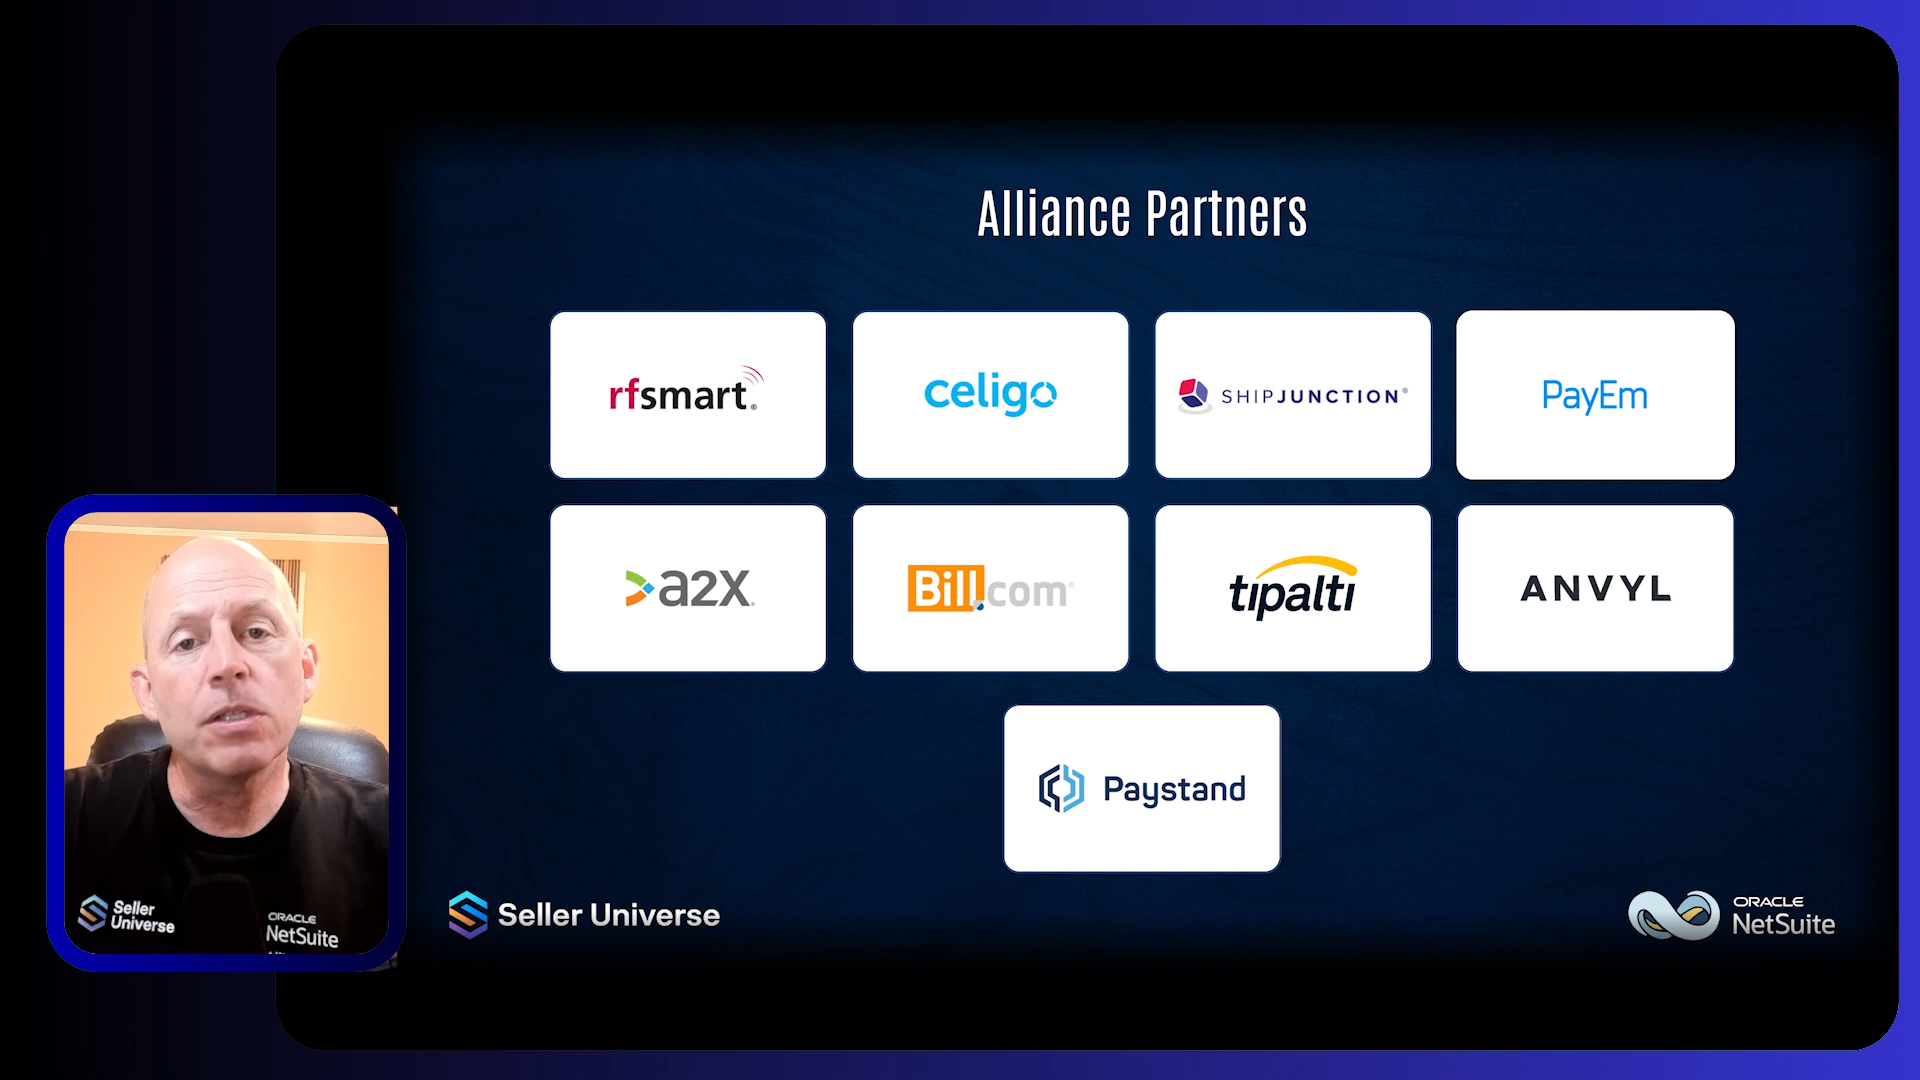 Alliance Partners
rfsmart®
celigo
SHIPJUNCTION®
PayEm
a2x.
Bill.com®
tipalti
ANVYL
Paystand
Seller
Universe
ORACLE
NetSuite
Seller Universe
ORACLE
NetSuite